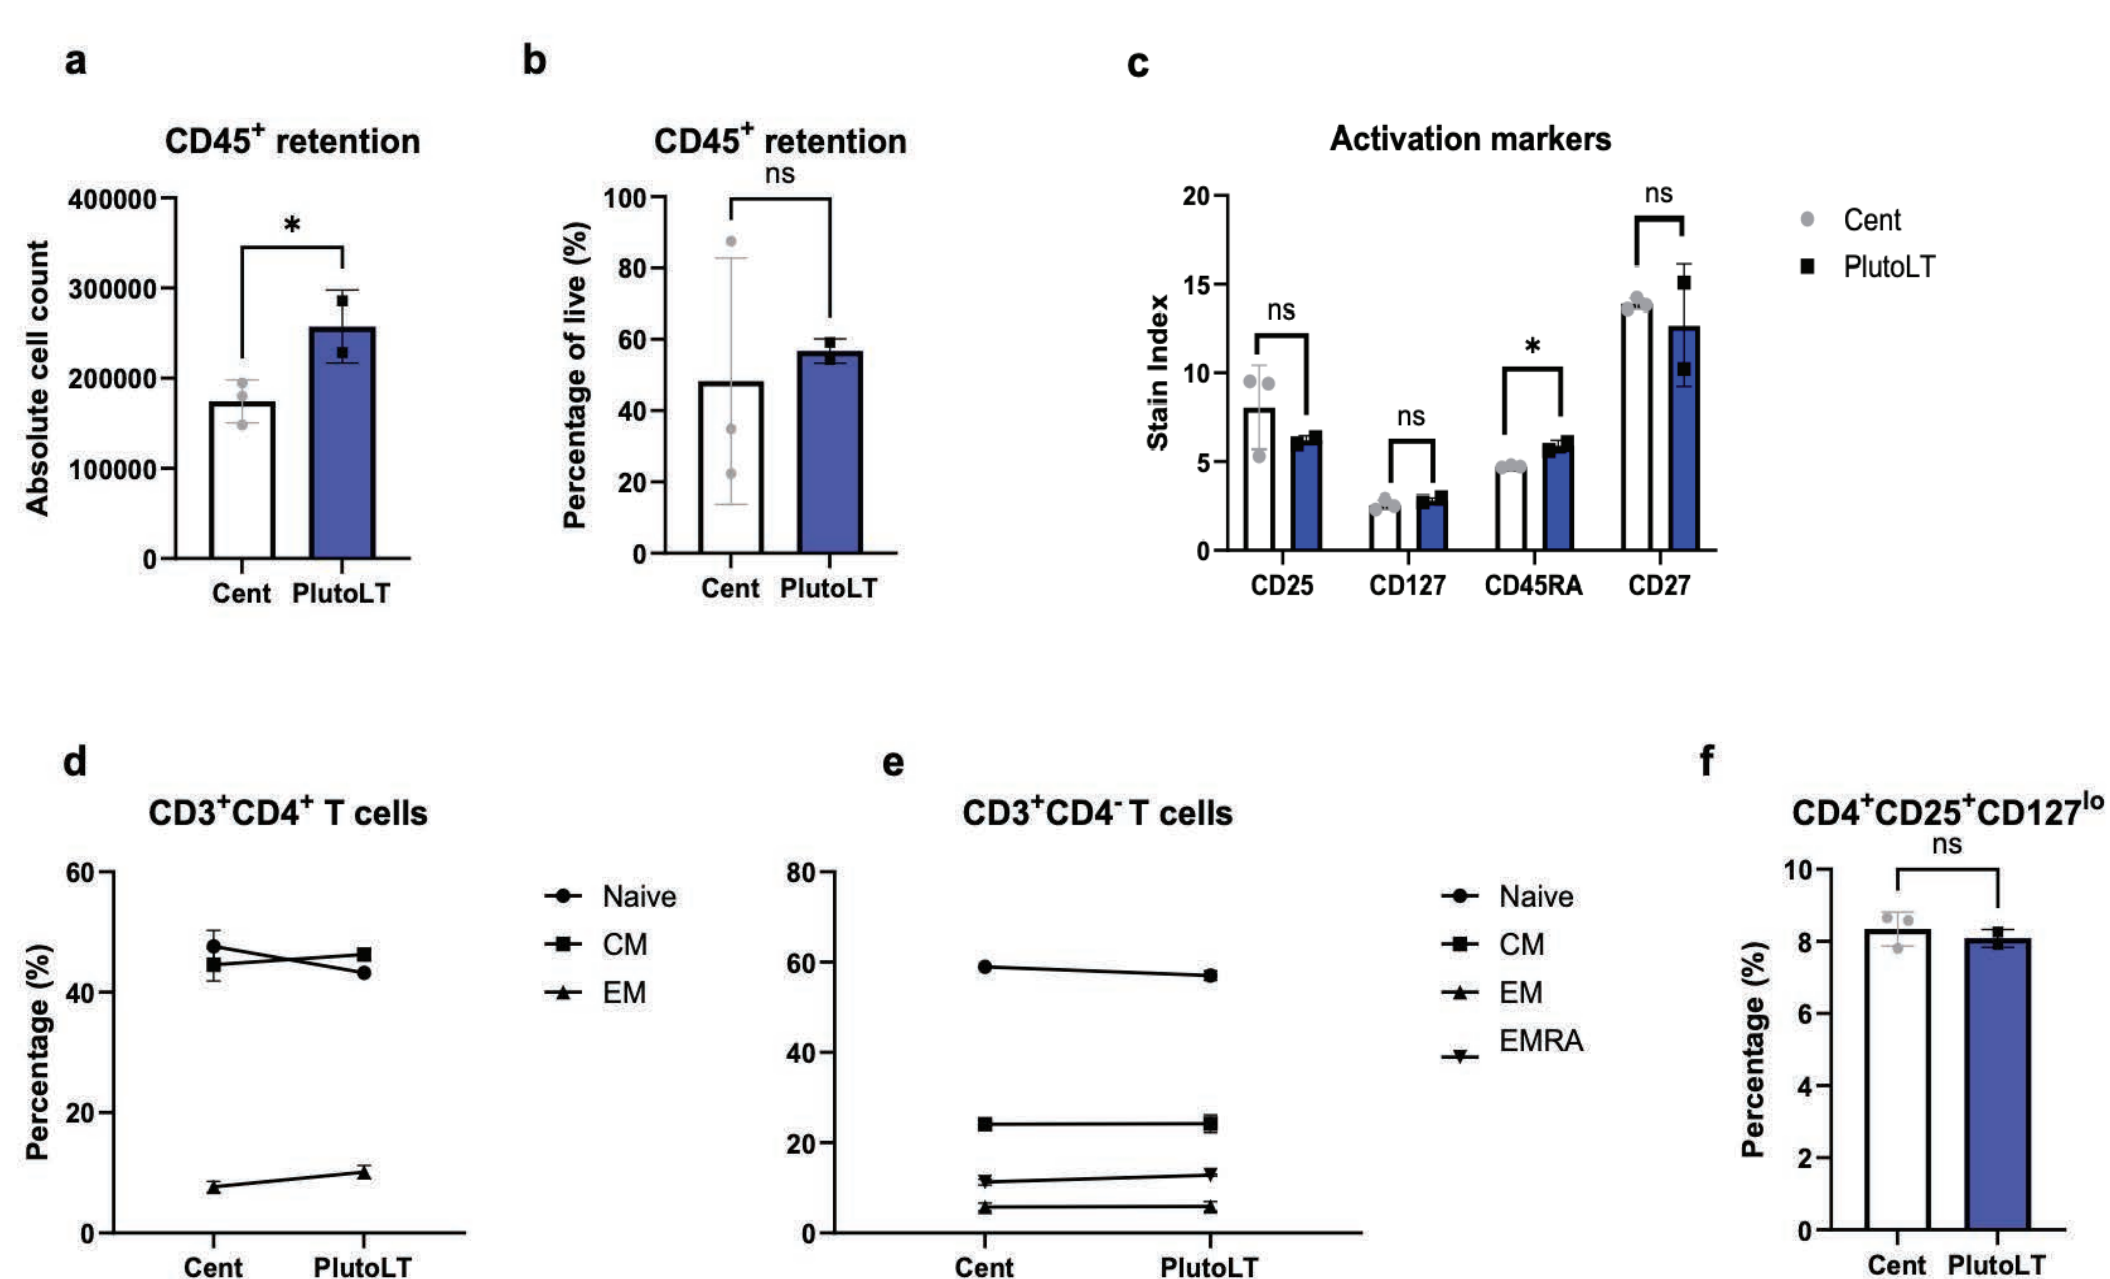 a
CD45+ retention
Absolute cell count
400000
300000
200000
100000
0
*
Cent PlutoLT
b
CD45+ retention
ns
Percentage of live (%)
100
80
60
40
20
0
Cent PlutoLT
c
Activation markers
Stain Index
20
15
10
5
0
ns
ns
*
ns
CD25 CD127 CD45RA CD27
Cent
PlutoLT
d
CD3+CD4+ T cells
Percentage (%)
60
40
20
0
Cent PlutoLT
Naive
CM
EM
e
CD3+CD4- T cells
80
60
40
20
0
Cent PlutoLT
Naive
CM
EM
EMRA
f
CD4+CD25+CD127lo
ns
Percentage (%)
10
8
6
4
2
0
Cent PlutoLT